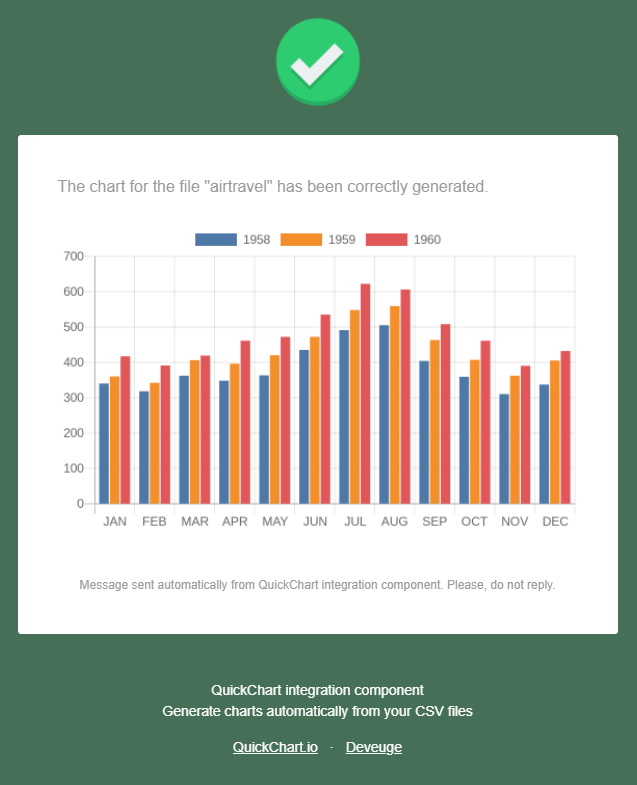 The chart for the file "airtravel" has been correctly generated.
1958 1959 1960
700
600
500
400
300
200
100
0
JAN FEB MAR APR MAY JUN JUL AUG SEP OCT NOV DEC
Message sent automatically from QuickChart integration component. Please, do not reply.
QuickChart integration component
Generate charts automatically from your CSV files
QuickChart.io · Deveuge